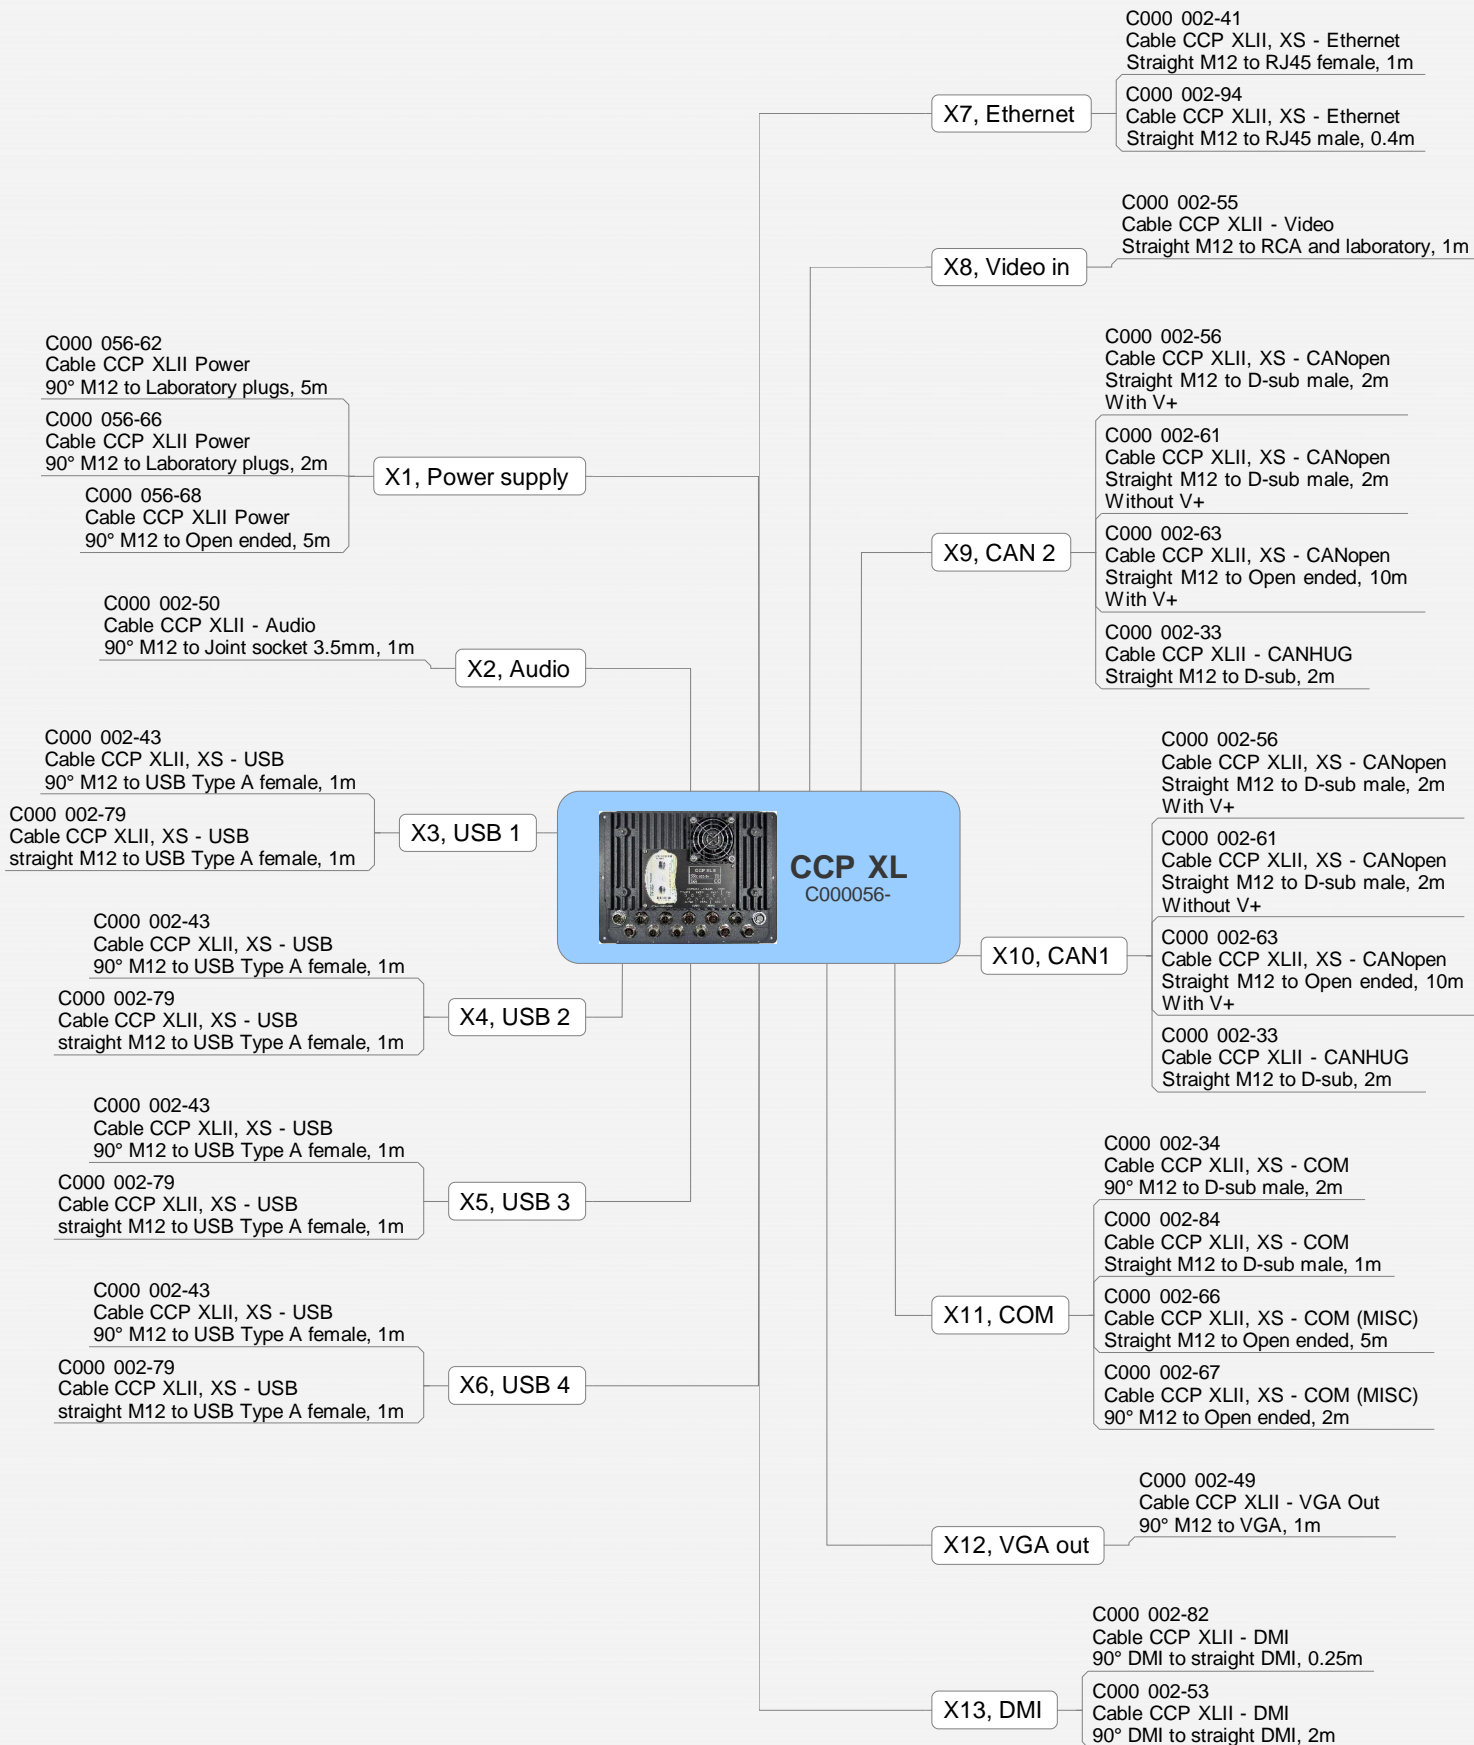 C000 002-41
Cable CCP XLII, XS - Ethernet
Straight M12 to RJ45 female, 1m
C000 002-94
Cable CCP XLII, XS - Ethernet
Straight M12 to RJ45 male, 0.4m
X7, Ethernet
C000 002-55
Cable CCP XLII - Video
Straight M12 to RCA and laboratory, 1m
X8, Video in
C000 056-62
Cable CCP XLII Power
90° M12 to Laboratory plugs, 5m
C000 056-66
Cable CCP XLII Power
90° M12 to Laboratory plugs, 2m
C000 056-68
Cable CCP XLII Power
90° M12 to Open ended, 5m
X1, Power supply
C000 002-56
Cable CCP XLII, XS - CANopen
Straight M12 to D-sub male, 2m
With V+
C000 002-61
Cable CCP XLII, XS - CANopen
Straight M12 to D-sub male, 2m
Without V+
C000 002-63
Cable CCP XLII, XS - CANopen
Straight M12 to Open ended, 10m
With V+
C000 002-33
Cable CCP XLII - CANHUG
Straight M12 to D-sub, 2m
X9, CAN 2
C000 002-50
Cable CCP XLII - Audio
90° M12 to Joint socket 3.5mm, 1m
X2, Audio
C000 002-43
Cable CCP XLII, XS - USB
90° M12 to USB Type A female, 1m
C000 002-79
Cable CCP XLII, XS - USB
straight M12 to USB Type A female, 1m
X3, USB 1
CCP XL
C000056-
C000 002-56
Cable CCP XLII, XS - CANopen
Straight M12 to D-sub male, 2m
With V+
C000 002-61
Cable CCP XLII, XS - CANopen
Straight M12 to D-sub male, 2m
Without V+
C000 002-63
Cable CCP XLII, XS - CANopen
Straight M12 to Open ended, 10m
With V+
C000 002-33
Cable CCP XLII - CANHUG
Straight M12 to D-sub, 2m
X10, CAN1
C000 002-43
Cable CCP XLII, XS - USB
90° M12 to USB Type A female, 1m
C000 002-79
Cable CCP XLII, XS - USB
straight M12 to USB Type A female, 1m
X4, USB 2
C000 002-43
Cable CCP XLII, XS - USB
90° M12 to USB Type A female, 1m
C000 002-79
Cable CCP XLII, XS - USB
straight M12 to USB Type A female, 1m
X5, USB 3
C000 002-34
Cable CCP XLII, XS - COM
90° M12 to D-sub male, 2m
C000 002-84
Cable CCP XLII, XS - COM
Straight M12 to D-sub male, 1m
C000 002-66
Cable CCP XLII, XS - COM (MISC)
Straight M12 to Open ended, 5m
C000 002-67
Cable CCP XLII, XS - COM (MISC)
90° M12 to Open ended, 2m
X11, COM
C000 002-43
Cable CCP XLII, XS - USB
90° M12 to USB Type A female, 1m
C000 002-79
Cable CCP XLII, XS - USB
straight M12 to USB Type A female, 1m
X6, USB 4
C000 002-49
Cable CCP XLII - VGA Out
90° M12 to VGA, 1m
X12, VGA out
C000 002-82
Cable CCP XLII - DMI
90° DMI to straight DMI, 0.25m
C000 002-53
Cable CCP XLII - DMI
90° DMI to straight DMI, 2m
X13, DMI